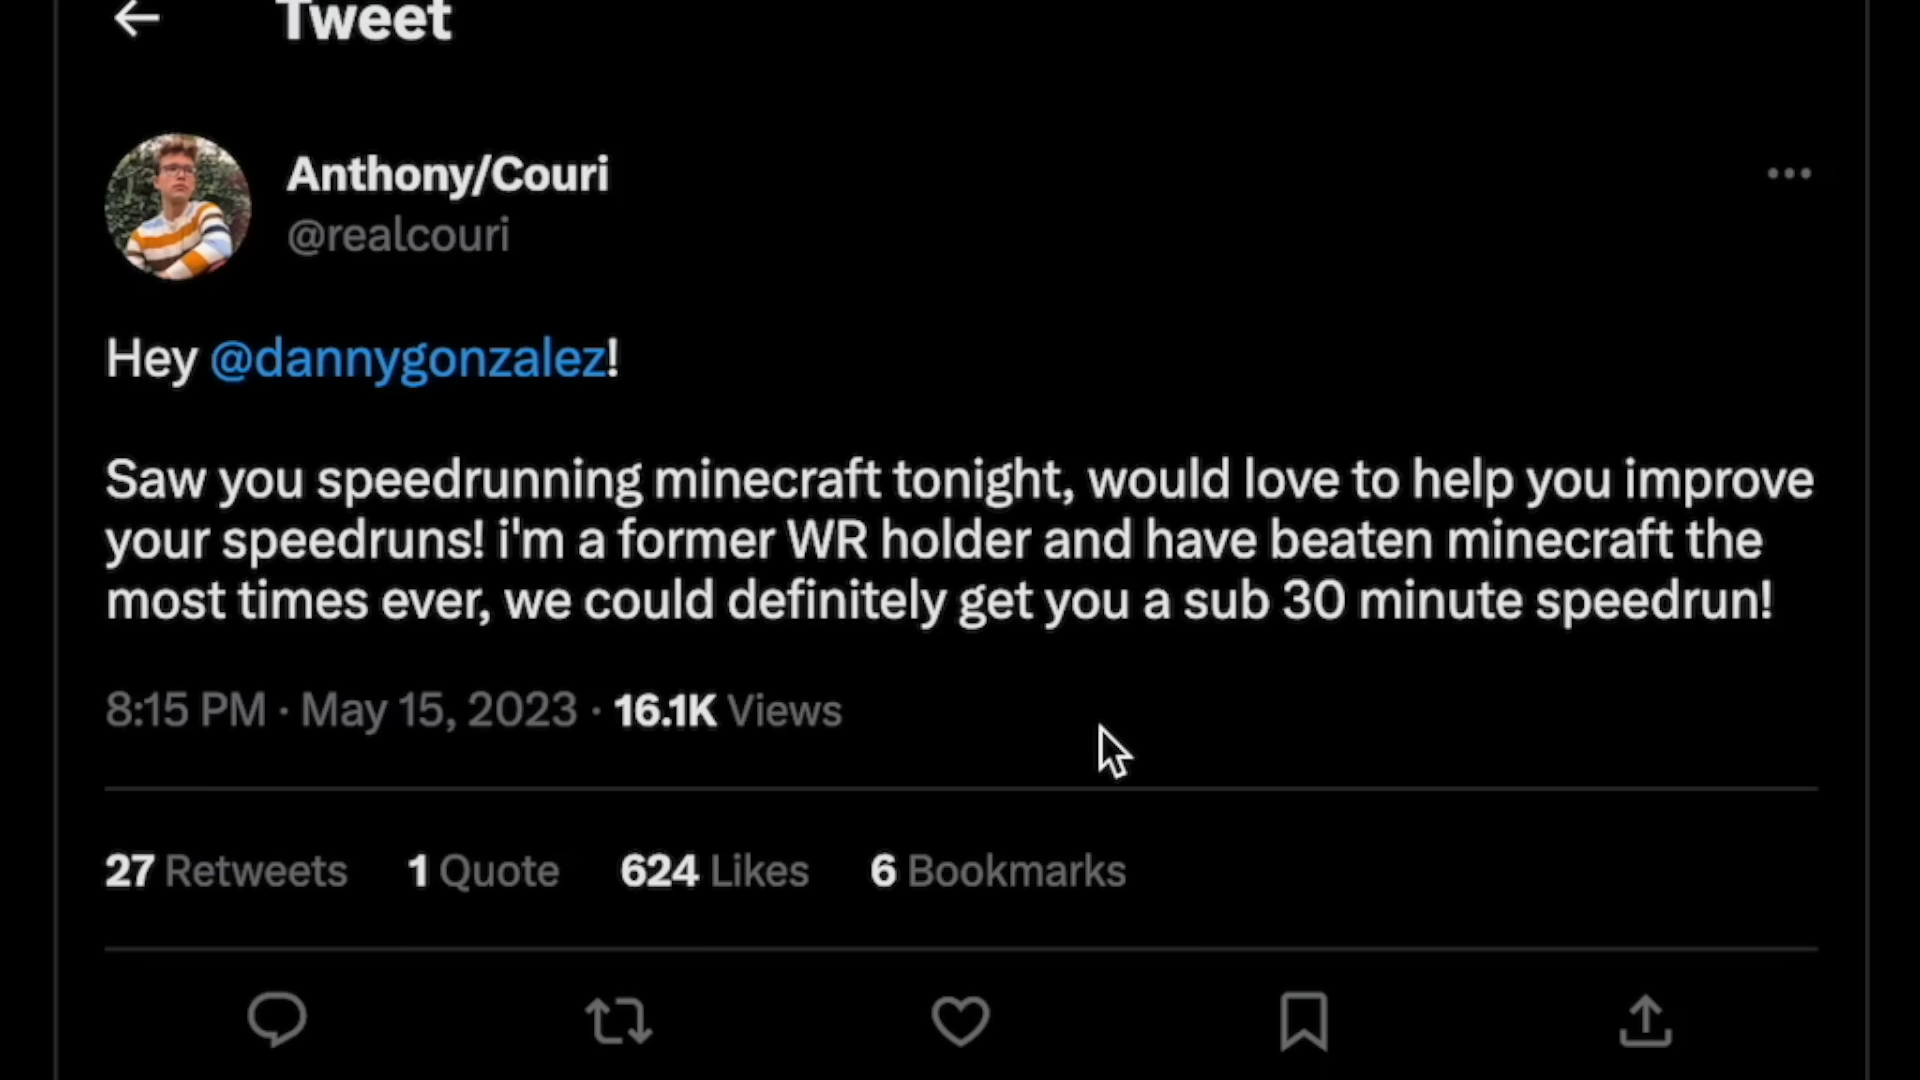 Tweet
Anthony/Couri
@realcouri
Hey @dannygonzalez!
Saw you speedrunning minecraft tonight, would love to help you improve
your speedruns! i'm a former WR holder and have beaten minecraft the
most times ever, we could definitely get you a sub 30 minute speedrun!
8:15 PM · May 15, 2023 · 16.1K Views
27 Retweets 1 Quote 624 Likes 6 Bookmarks